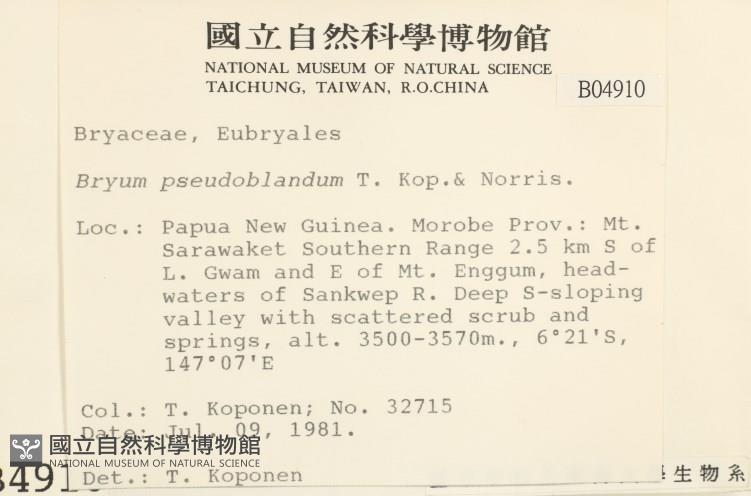 國立自然科學博物館
NATIONAL MUSEUM OF NATURAL SCIENCE
TAICHUNG, TAIWAN, R.O.CHINA
B04910
Bryaceae, Eubryales
Bryum pseudoblandum T. Kop.& Norris.
Loc.: Papua New Guinea. Morobe Prov.: Mt.
Sarawaket Southern Range 2.5 km S of
L. Gwam and E of Mt. Enggum, head-
waters of Sankwep R. Deep S-sloping
valley with scattered scrub and
springs, alt. 3500-3570m., 6°21'S,
147°07'E
Col.: T. Koponen; No. 32715
Date: Jul. 09, 1981.
國立自然科學博物館
NATIONAL MUSEUM OF NATURAL SCIENCE
Det.: T. Koponen
生物系